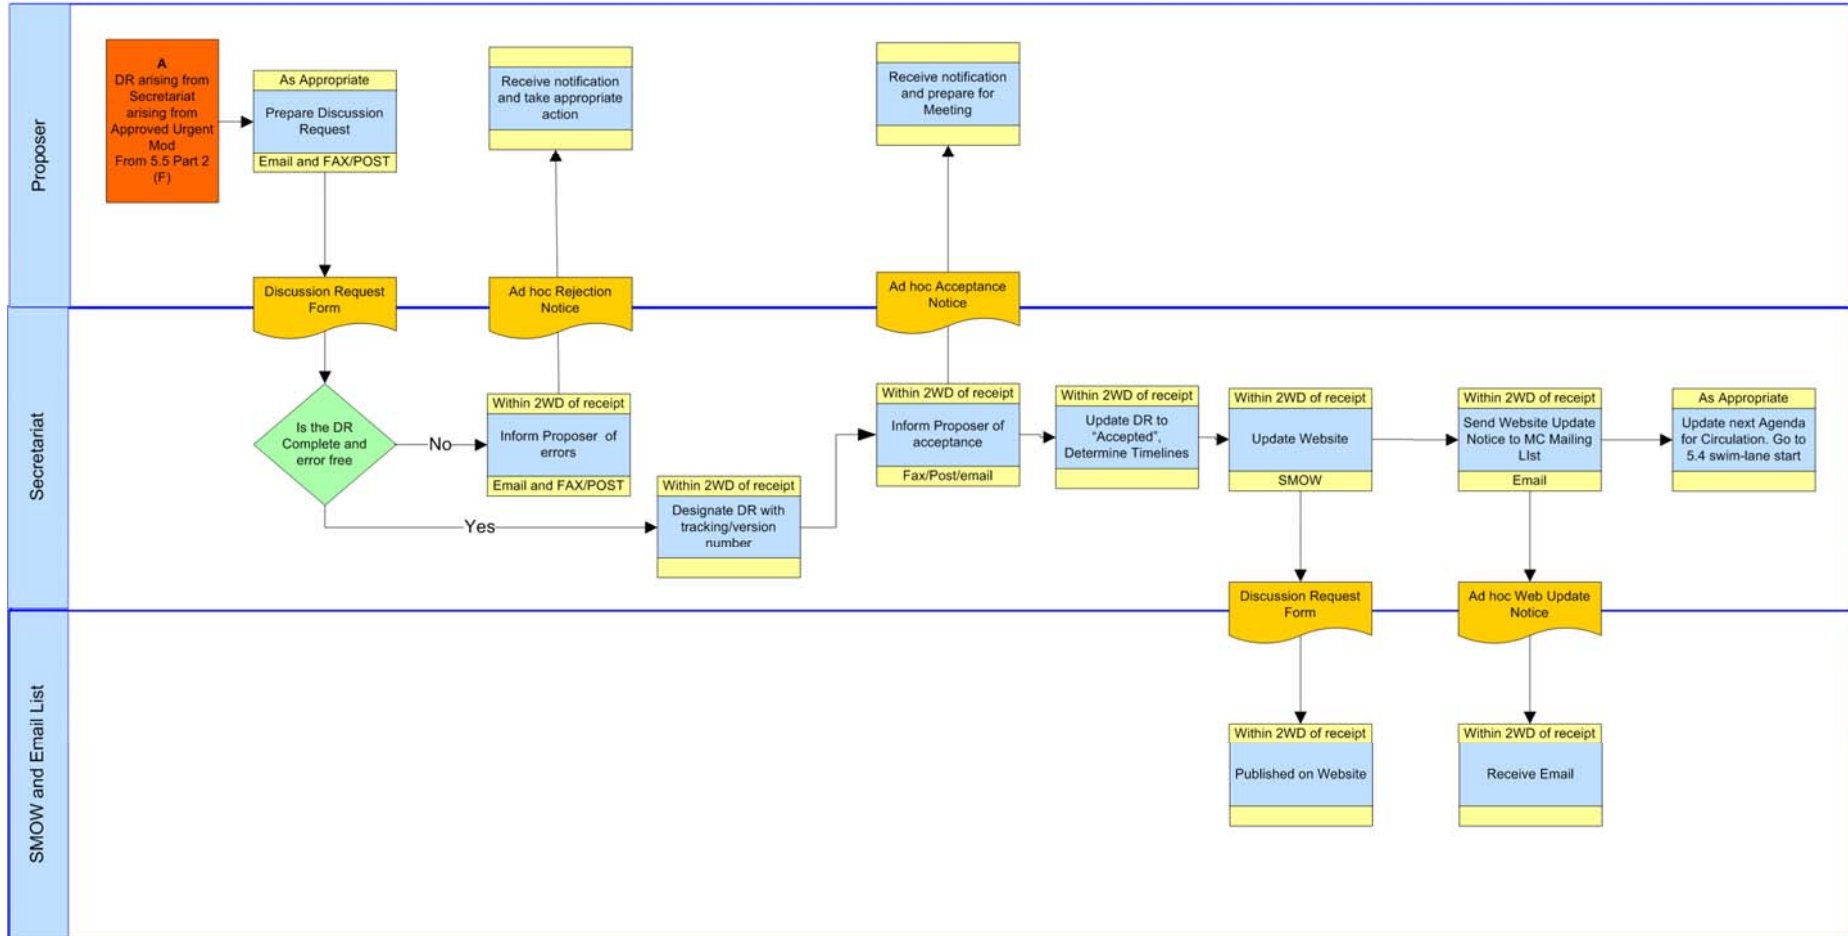 Proposer
A
DR arising from
Secretariat
arising from
Approved Urgent
Mod
From 5.5 Part 2
(F)
As Appropriate
Prepare Discussion
Request
Email and FAX/POST
Receive notification
and take appropriate
action
Receive notification
and prepare for
Meeting
Discussion Request
Form
Ad hoc Rejection
Notice
Ad hoc Acceptance
Notice
Secretariat
Is the DR
Complete and
error free
No
Within 2WD of receipt
Inform Proposer of
errors
Email and FAX/POST
Yes
Within 2WD of receipt
Designate DR with
tracking/version
number
Within 2WD of receipt
Inform Proposer of
acceptance
Fax/Post/email
Within 2WD of receipt
Update DR to
"Accepted",
Determine Timelines
Within 2WD of receipt
Update Website
SMOW
Within 2WD of receipt
Send Website Update
Notice to MC Mailing
LIst
Email
As Appropriate
Update next Agenda
for Circulation. Go to
5.4 swim-lane start
Discussion Request
Form
Ad hoc Web Update
Notice
SMOW and Email List
Within 2WD of receipt
Published on Website
Within 2WD of receipt
Receive Email